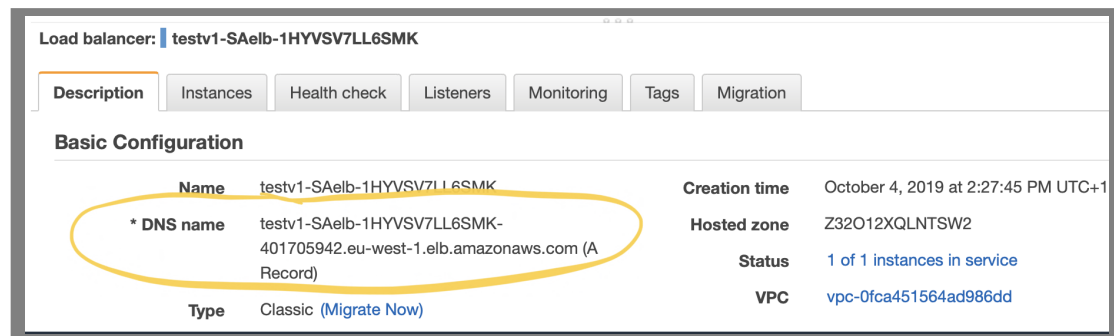 Load balancer: testv1-SAelb-1HYVSV7LL6SMK
Description Instances Health check Listeners Monitoring Tags Migration
Basic Configuration
Name testv1-SAelb-1HYVSV7LL6SMK
* DNS name testv1-SAelb-1HYVSV7LL6SMK-
401705942.eu-west-1.elb.amazonaws.com (A
Record)
Type Classic (Migrate Now)
Creation time October 4, 2019 at 2:27:45 PM UTC+1
Hosted zone Z32O12XQLNTSW2
Status 1 of 1 instances in service
VPC vpc-0fca451564ad986dd